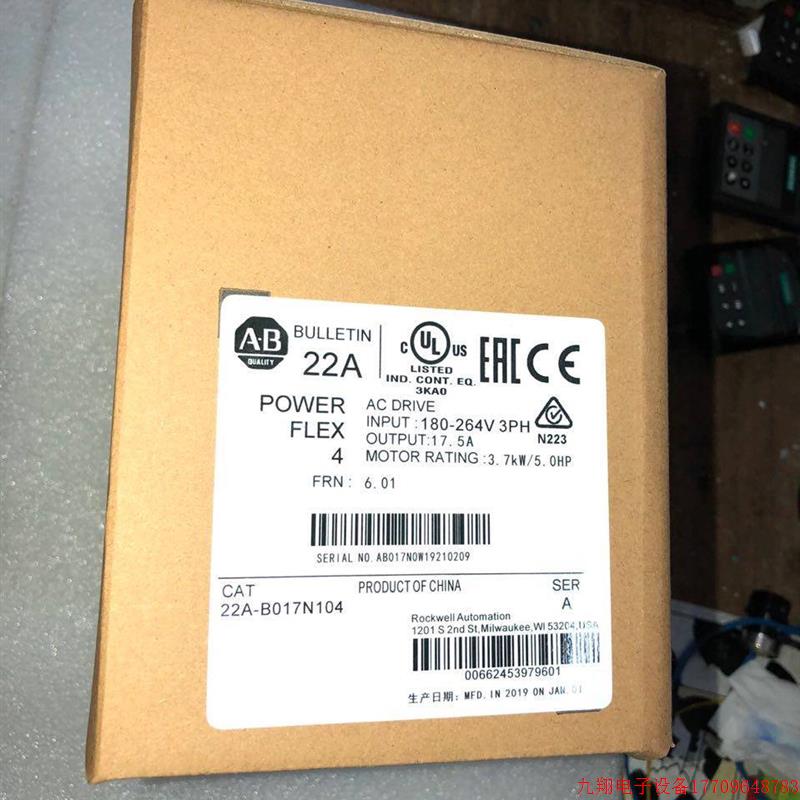 A-B
QUALITY
BULLETIN
22A
C UL US
LISTED
IND. CONT. EQ.
3KA0
EAC CE
N223
POWER
FLEX
4
AC DRIVE
INPUT :180-264V 3PH
OUTPUT:17.5A
MOTOR RATING :3.7kW/5.0HP
FRN : 6.01
SERIAL NO.AB017N0W19210209
CAT
22A-B017N104
PRODUCT OF CHINA
SER
A
Rockwell Automation
1201 S 2nd St,Milwaukee,WI 53204,USA
00662453979601
生产日期: MFD. IN 2019 ON JAN.01
九翔电子设备17709648783